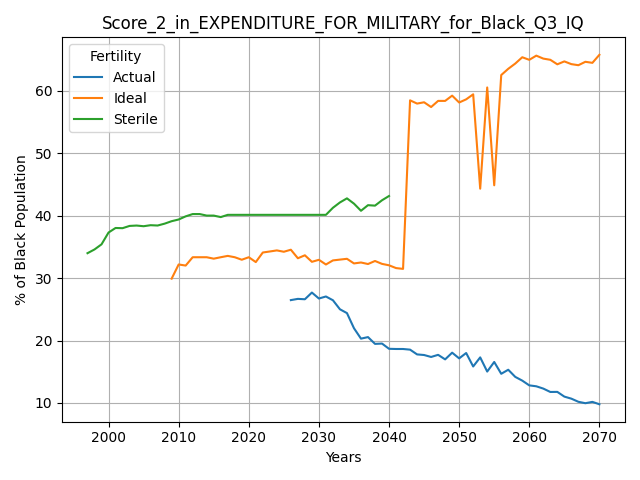 Score_2_in_EXPENDITURE_FOR_MILITARY_for_Black_Q3_IQ
Fertility
Actual
Ideal
Sterile
% of Black Population
60
50
40
30
20
10
2000 2010 2020 2030 2040 2050 2060 2070
Years